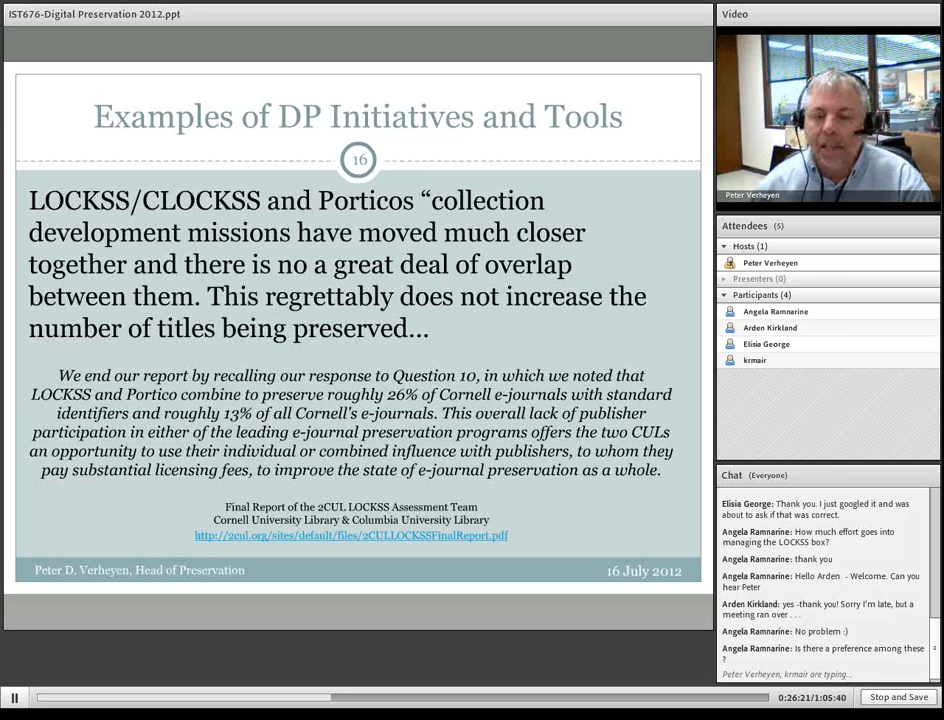 IST676-Digital Preservation 2012.ppt
Examples of DP Initiatives and Tools
16
LOCKSS/CLOCKSS and Porticos “collection
development missions have moved much closer
together and there is no a great deal of overlap
between them. This regrettably does not increase the
number of titles being preserved...
We end our report by recalling our response to Question 10, in which we noted that
LOCKSS and Portico combine to preserve roughly 26% of Cornell e-journals with standard
identifiers and roughly 13% of all Cornell's e-journals. This overall lack of publisher
participation in either of the leading e-journal preservation programs offers the two CULs
an opportunity to use their individual or combined influence with publishers, to whom they
pay substantial licensing fees, to improve the state of e-journal preservation as a whole.
Final Report of the 2CUL LOCKSS Assessment Team
Cornell University Library & Columbia University Library
http://2cul.org/sites/default/files/2CULLOCKSSFinalReport.pdf
Peter D. Verheyen, Head of Preservation
16 July 2012
Video
Peter Verheyen
Attendees (5)
Hosts (1)
Peter Verheyen
Presenters (0)
Participants (4)
Angela Ramnarine
Arden Kirkland
Elisia George
krmair
Chat (Everyone)
Elisia George: Thank you. I just googled it and was
about to ask if that was correct.
Angela Ramnarine: How much effort goes into
managing the LOCKSS box?
Angela Ramnarine: thank you
Angela Ramnarine: Hello Arden - Welcome. Can you
hear Peter
Arden Kirkland: yes -thank you! Sorry I'm late, but a
meeting ran over . . .
Angela Ramnarine: No problem :)
Angela Ramnarine: Is there a preference among these
?
Peter Verheyen, krmair are typing...
0:26:21/1:05:40
Stop and Save